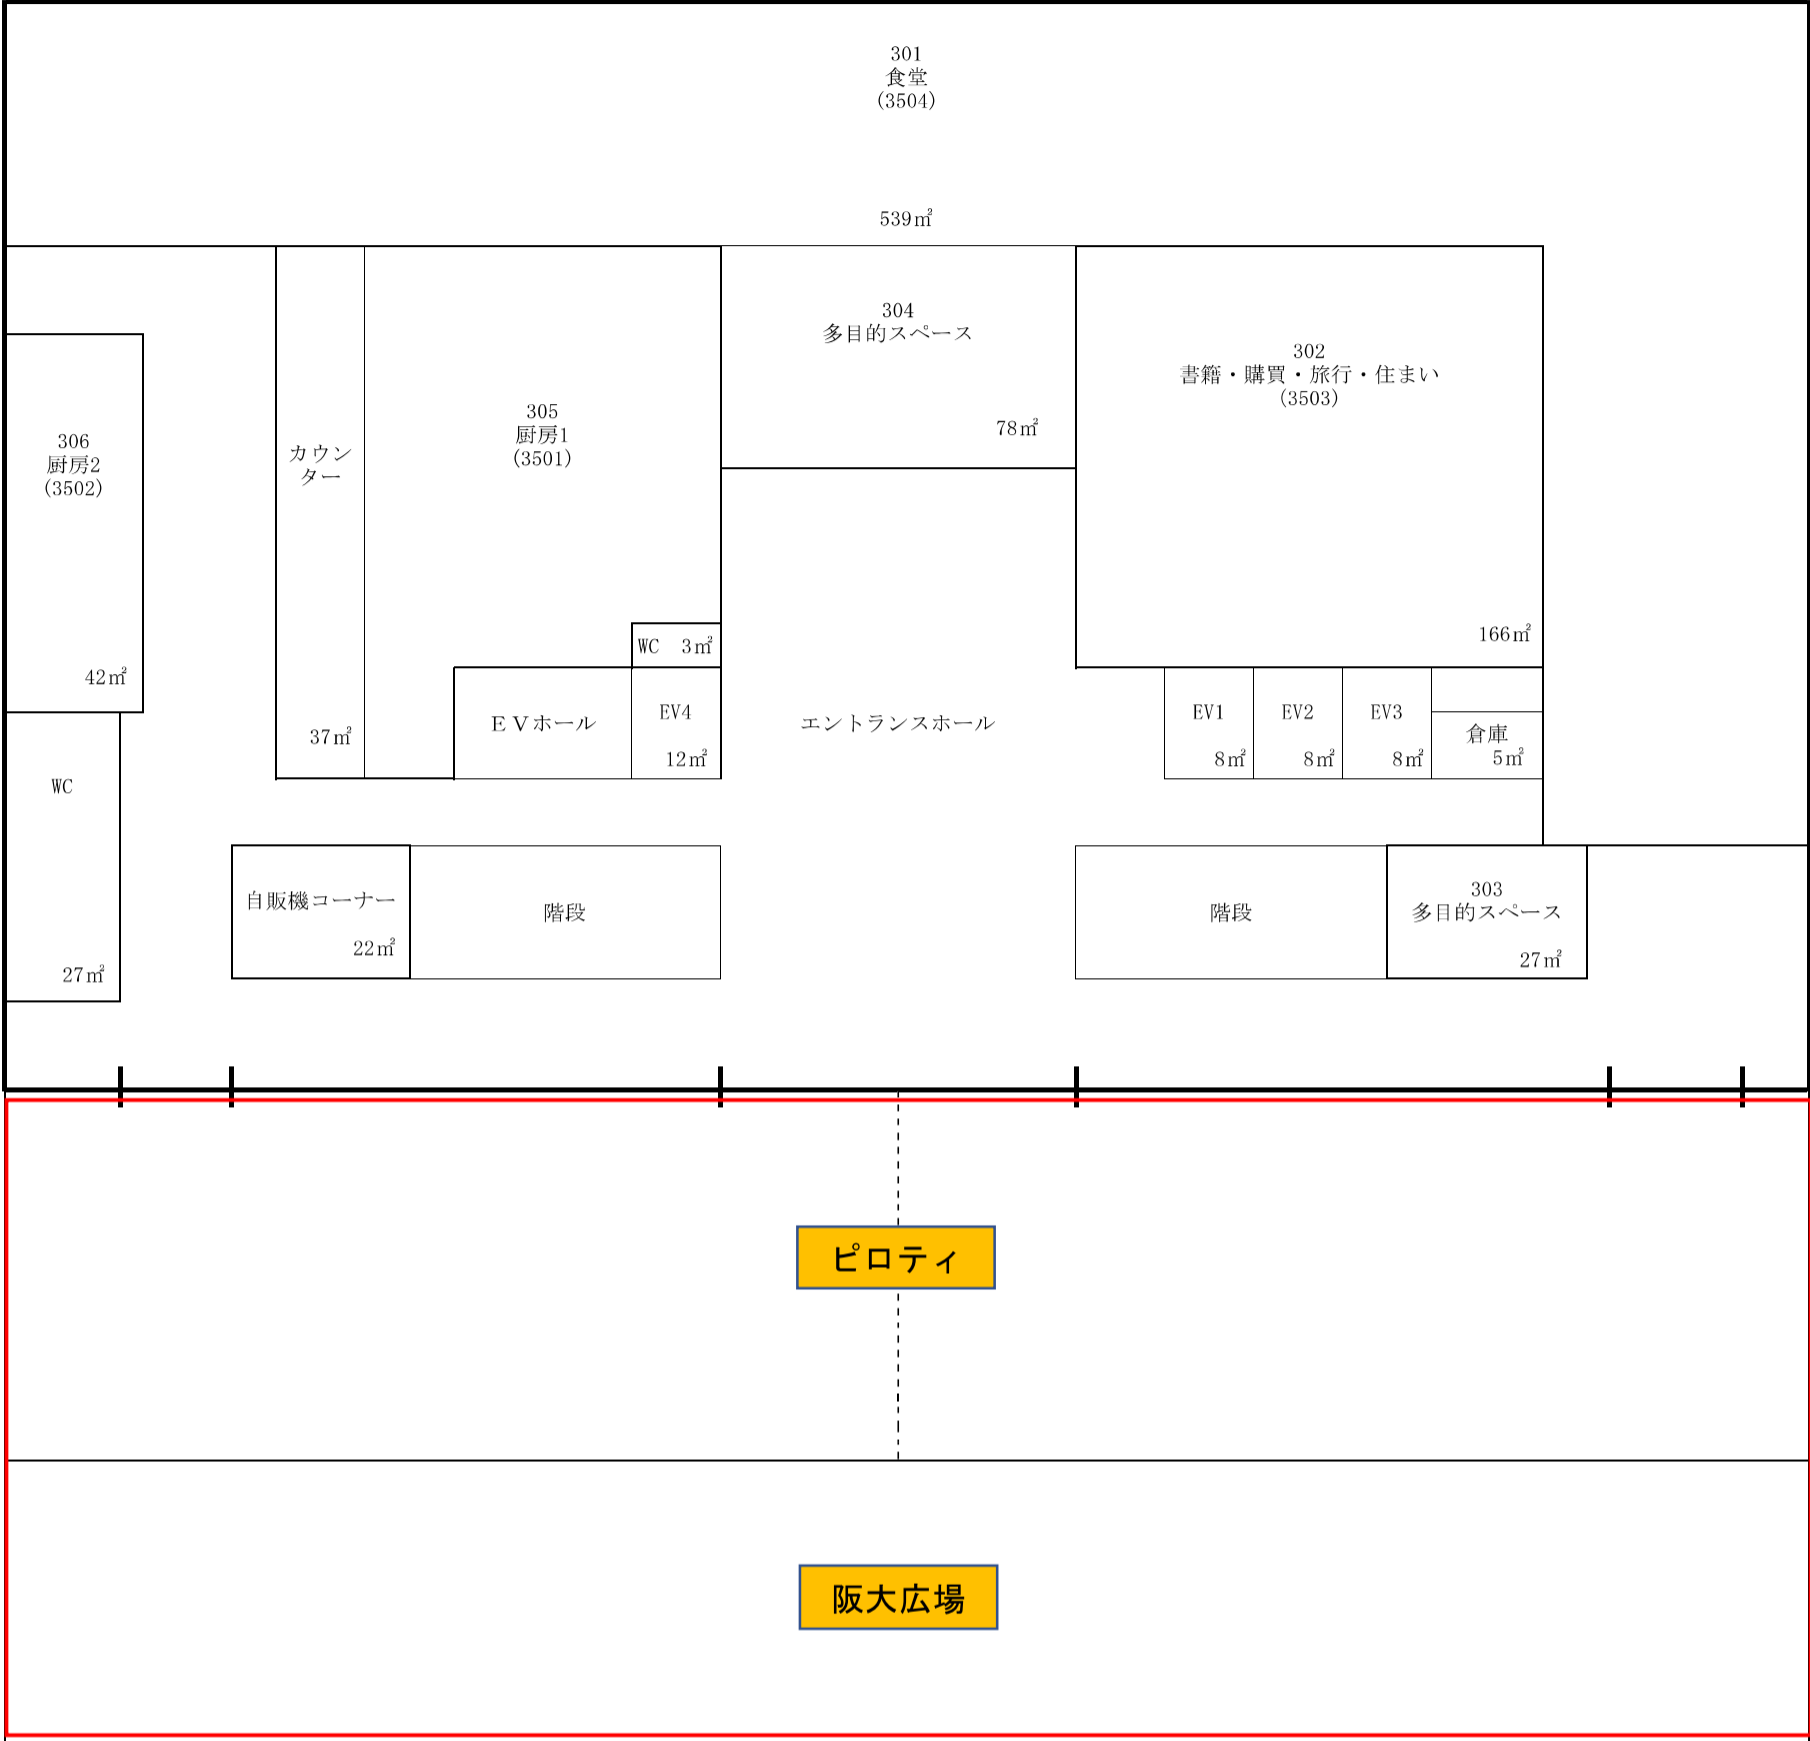 301
食堂
(3504)
539㎡
304
多目的スペース
78㎡
302
書籍・購買・旅行・住まい
(3503)
166㎡
305
厨房1
(3501)
カウン
ター
37㎡
306
厨房2
(3502)
42㎡
WC 3㎡
EVホール
EV4
12㎡
エントランスホール
EV1
8㎡
EV2
8㎡
EV3
8㎡
倉庫
5㎡
WC
27㎡
自販機コーナー
22㎡
階段
階段
303
多目的スペース
27㎡
ピロティ
阪大広場